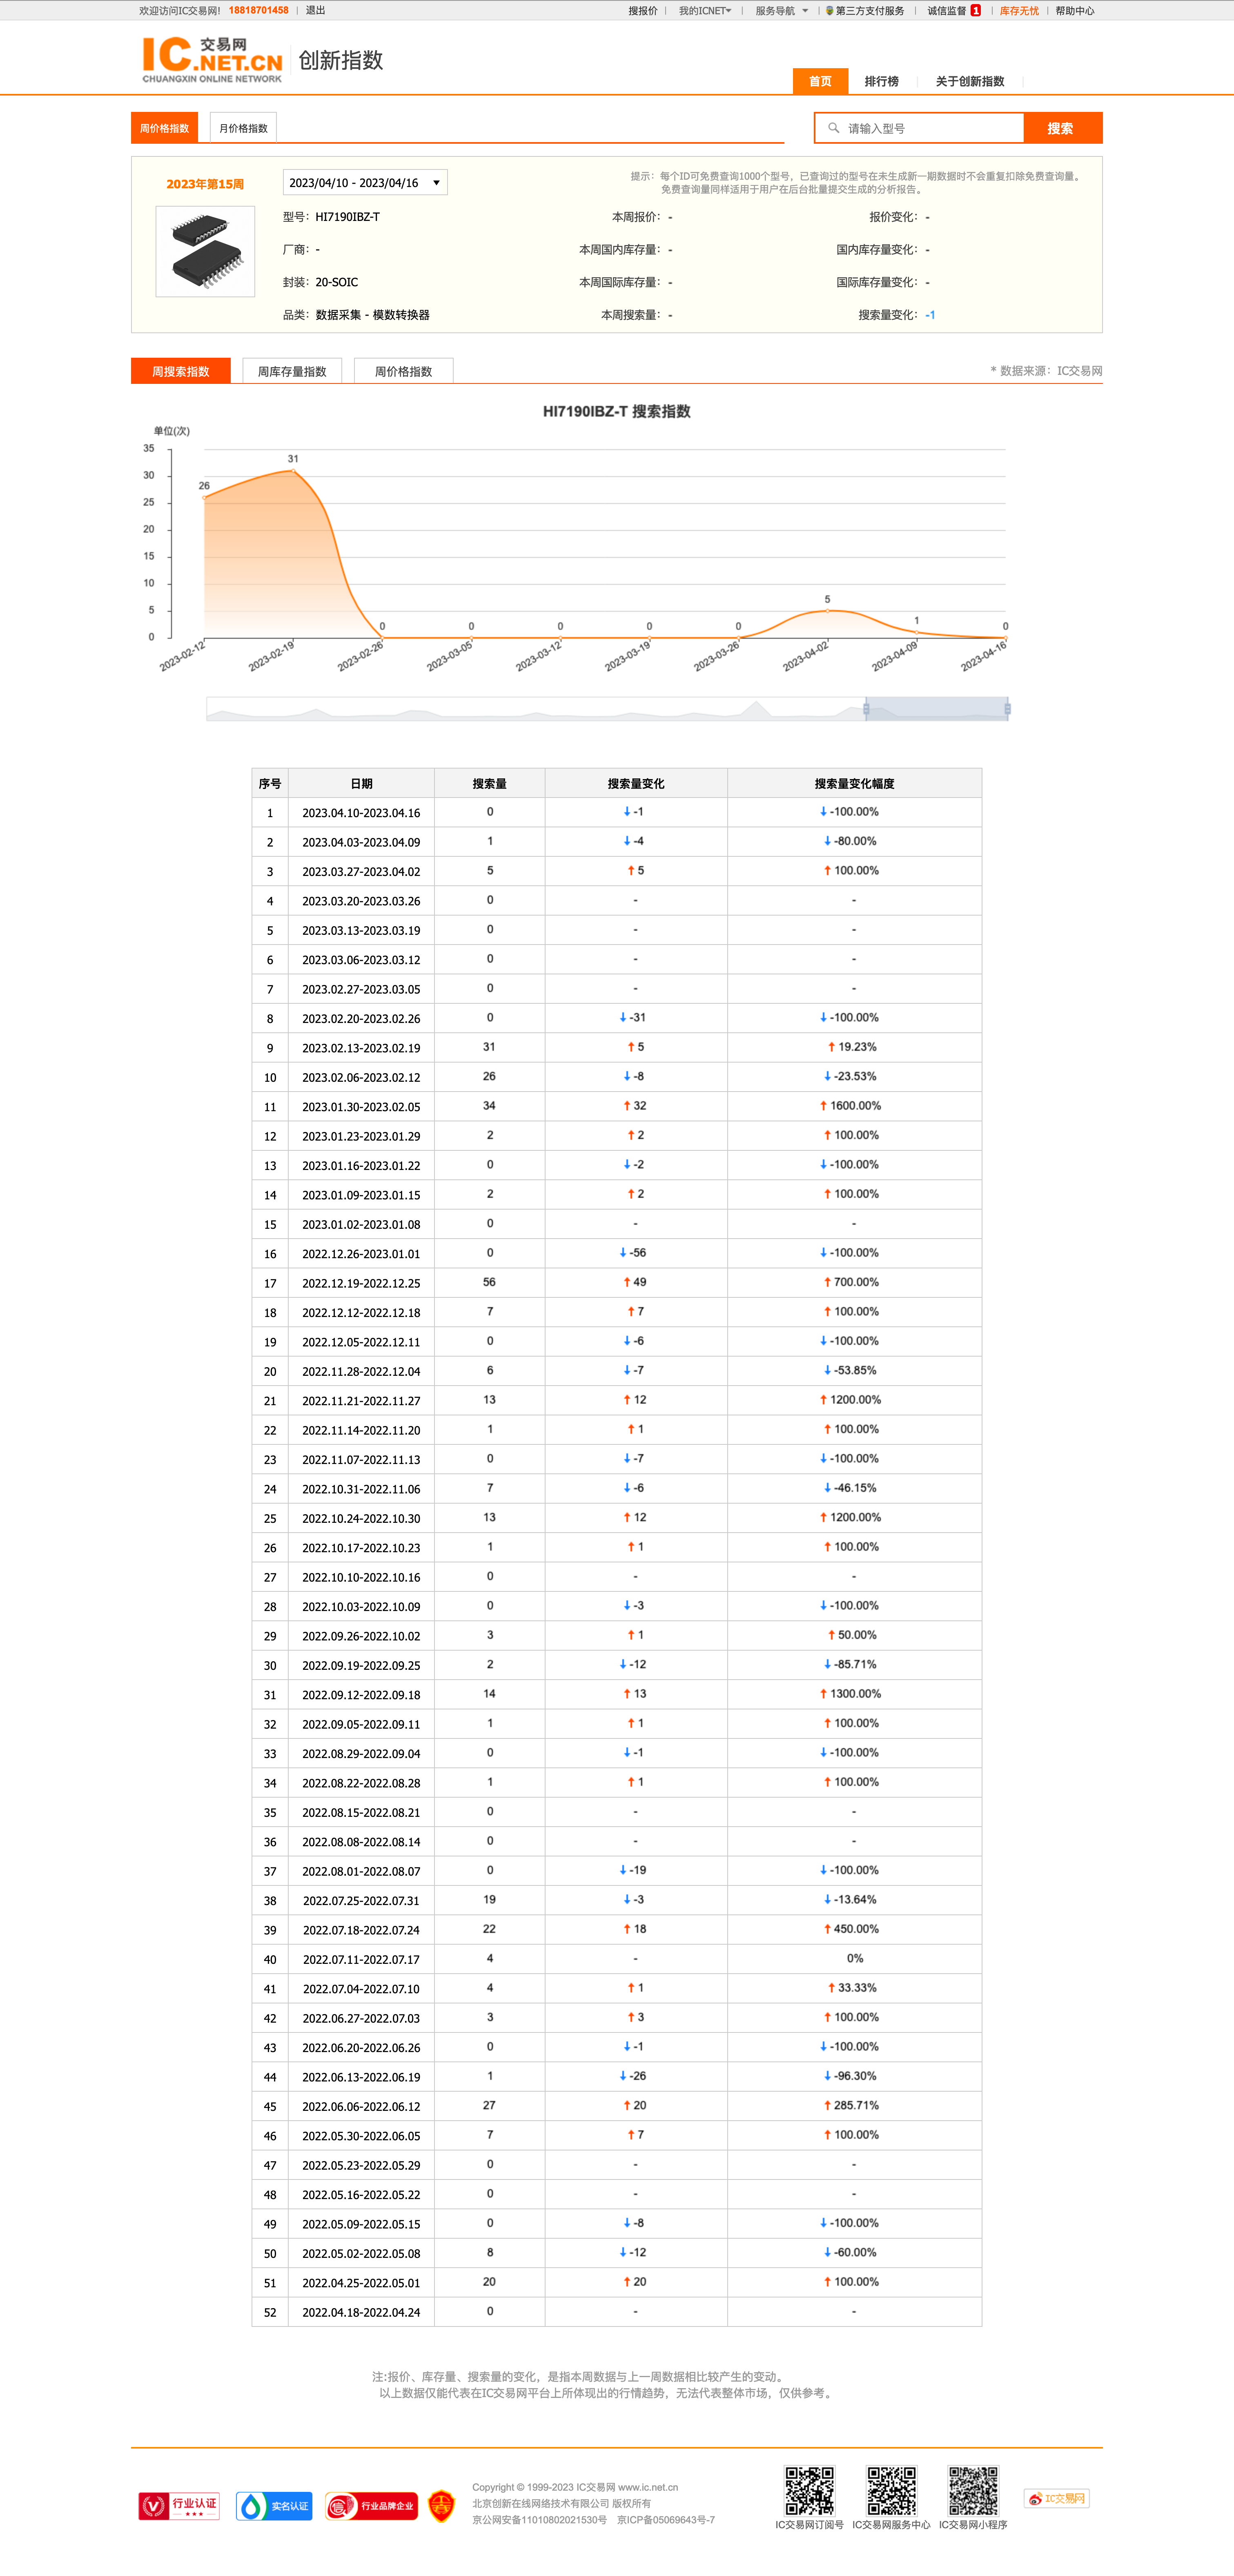 欢迎访问IC交易网! 18818701458 | 退出 搜报价 | 我的ICNET | 服务导航 | 第三方支付服务 | 诚信监督 1 | 库存无忧 | 帮助中心
IC 交易网 .NET.CN CHUANGXIN ONLINE NETWORK 创新指数
首页 排行榜 关于创新指数
周价格指数 月价格指数 请输入型号 搜索
2023年第15周 2023/04/10 - 2023/04/16 提示：每个ID可免费查询1000个型号，已查询过的型号在未生成新一期数据时不会重复扣除免费查询量。
免费查询量同样适用于用户在后台批量提交生成的分析报告。
型号：HI7190IBZ-T 本周报价：- 报价变化：-
厂商：- 本周国内库存量：- 国内库存量变化：-
封装：20-SOIC 本周国际库存量：- 国际库存量变化：-
品类：数据采集 - 模数转换器 本周搜索量：- 搜索量变化：-1
周搜索指数 周库存量指数 周价格指数 * 数据来源：IC交易网
HI7190IBZ-T 搜索指数
单位(次)
35
30
25
20
15
10
5
0
26 31 0 0 0 0 0 5 1 0
2023-02-12 2023-02-19 2023-02-26 2023-03-05 2023-03-12 2023-03-19 2023-03-26 2023-04-02 2023-04-09 2023-04-16
序号 日期 搜索量 搜索量变化 搜索量变化幅度
1 2023.04.10-2023.04.16 0 ↓-1 ↓-100.00%
2 2023.04.03-2023.04.09 1 ↓-4 ↓-80.00%
3 2023.03.27-2023.04.02 5 ↑5 ↑100.00%
4 2023.03.20-2023.03.26 0 - -
5 2023.03.13-2023.03.19 0 - -
6 2023.03.06-2023.03.12 0 - -
7 2023.02.27-2023.03.05 0 - -
8 2023.02.20-2023.02.26 0 ↓-31 ↓-100.00%
9 2023.02.13-2023.02.19 31 ↑5 ↑19.23%
10 2023.02.06-2023.02.12 26 ↓-8 ↓-23.53%
11 2023.01.30-2023.02.05 34 ↑32 ↑1600.00%
12 2023.01.23-2023.01.29 2 ↑2 ↑100.00%
13 2023.01.16-2023.01.22 0 ↓-2 ↓-100.00%
14 2023.01.09-2023.01.15 2 ↑2 ↑100.00%
15 2023.01.02-2023.01.08 0 - -
16 2022.12.26-2023.01.01 0 ↓-56 ↓-100.00%
17 2022.12.19-2022.12.25 56 ↑49 ↑700.00%
18 2022.12.12-2022.12.18 7 ↑7 ↑100.00%
19 2022.12.05-2022.12.11 0 ↓-6 ↓-100.00%
20 2022.11.28-2022.12.04 6 ↓-7 ↓-53.85%
21 2022.11.21-2022.11.27 13 ↑12 ↑1200.00%
22 2022.11.14-2022.11.20 1 ↑1 ↑100.00%
23 2022.11.07-2022.11.13 0 ↓-7 ↓-100.00%
24 2022.10.31-2022.11.06 7 ↓-6 ↓-46.15%
25 2022.10.24-2022.10.30 13 ↑12 ↑1200.00%
26 2022.10.17-2022.10.23 1 ↑1 ↑100.00%
27 2022.10.10-2022.10.16 0 - -
28 2022.10.03-2022.10.09 0 ↓-3 ↓-100.00%
29 2022.09.26-2022.10.02 3 ↑1 ↑50.00%
30 2022.09.19-2022.09.25 2 ↓-12 ↓-85.71%
31 2022.09.12-2022.09.18 14 ↑13 ↑1300.00%
32 2022.09.05-2022.09.11 1 ↑1 ↑100.00%
33 2022.08.29-2022.09.04 0 ↓-1 ↓-100.00%
34 2022.08.22-2022.08.28 1 ↑1 ↑100.00%
35 2022.08.15-2022.08.21 0 - -
36 2022.08.08-2022.08.14 0 - -
37 2022.08.01-2022.08.07 0 ↓-19 ↓-100.00%
38 2022.07.25-2022.07.31 19 ↓-3 ↓-13.64%
39 2022.07.18-2022.07.24 22 ↑18 ↑450.00%
40 2022.07.11-2022.07.17 4 - 0%
41 2022.07.04-2022.07.10 4 ↑1 ↑33.33%
42 2022.06.27-2022.07.03 3 ↑3 ↑100.00%
43 2022.06.20-2022.06.26 0 ↓-1 ↓-100.00%
44 2022.06.13-2022.06.19 1 ↓-26 ↓-96.30%
45 2022.06.06-2022.06.12 27 ↑20 ↑285.71%
46 2022.05.30-2022.06.05 7 ↑7 ↑100.00%
47 2022.05.23-2022.05.29 0 - -
48 2022.05.16-2022.05.22 0 - -
49 2022.05.09-2022.05.15 0 ↓-8 ↓-100.00%
50 2022.05.02-2022.05.08 8 ↓-12 ↓-60.00%
51 2022.04.25-2022.05.01 20 ↑20 ↑100.00%
52 2022.04.18-2022.04.24 0 - -
注:报价、库存量、搜索量的变化，是指本周数据与上一周数据相比较产生的变动。
以上数据仅能代表在IC交易网平台上所体现出的行情趋势，无法代表整体市场，仅供参考。
行业认证 实名认证 信 行业品牌企业
Copyright © 1999-2023 IC交易网 www.ic.net.cn
北京创新在线网络技术有限公司 版权所有
京公网安备11010802021530号 京ICP备05069643号-7
IC交易网订阅号 IC交易网服务中心 IC交易网小程序
IC交易网